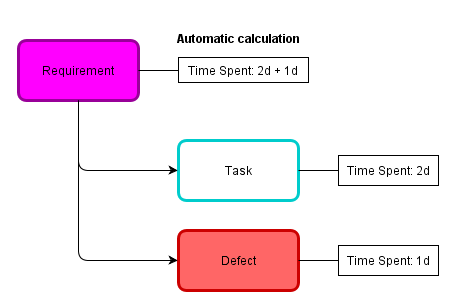 Automatic calculation
Requirement
Time Spent: 2d + 1d
Task
Time Spent: 2d
Defect
Time Spent: 1d